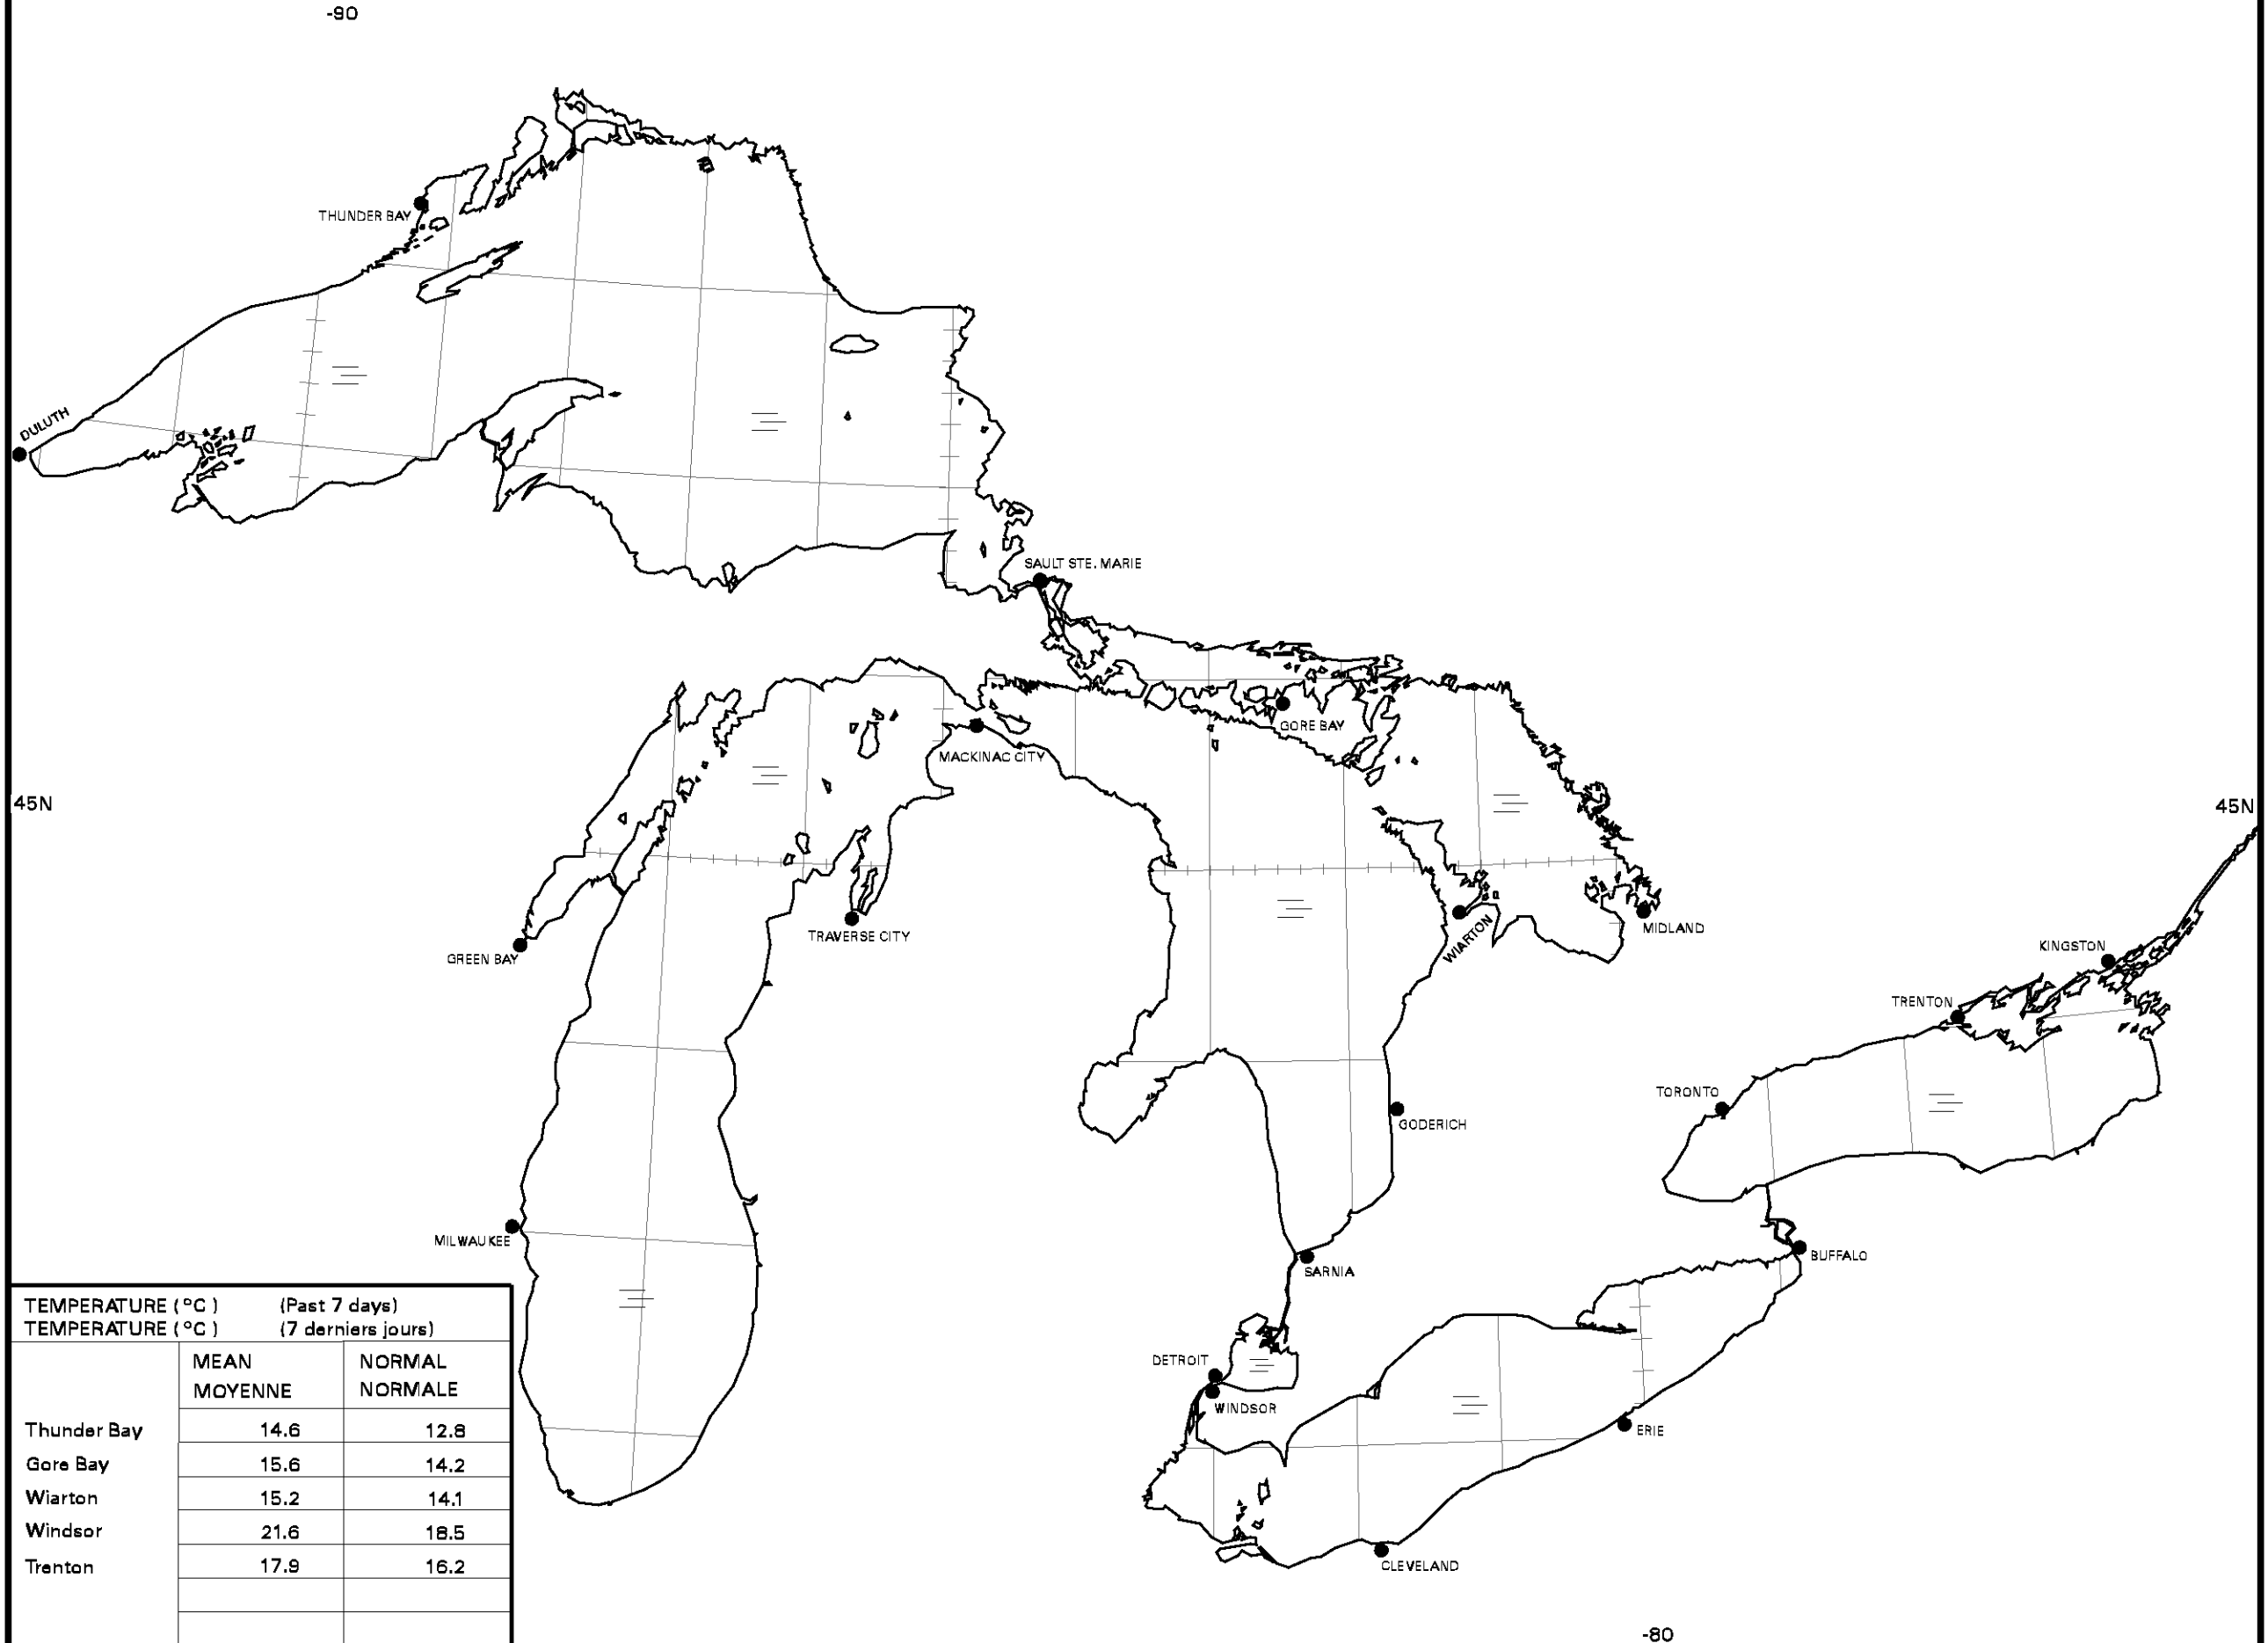 -90
THUNDER BAY
DULUTH
SAULT STE. MARIE
GORE BAY
MACKINAC CITY
45N
45N
TRAVERSE CITY
GREEN BAY
WIARTON
MIDLAND
KINGSTON
TRENTON
TORONTO
GODERICH
MILWAUKEE
BUFFALO
SARNIA
DETROIT
WINDSOR
ERIE
CLEVELAND
TEMPERATURE (°C) (Past 7 days)
TEMPERATURE (°C) (7 derniers jours)
MEAN NORMAL
MOYENNE NORMALE
Thunder Bay 14.6 12.8
Gore Bay 15.6 14.2
Wiarton 15.2 14.1
Windsor 21.6 18.5
Trenton 17.9 16.2
-80